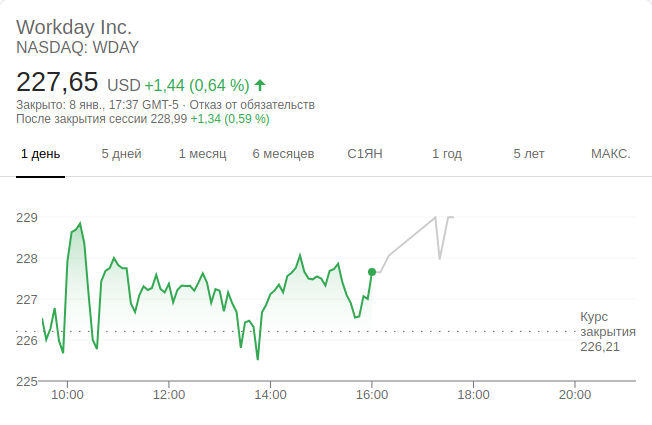 Workday Inc.
NASDAQ: WDAY
227,65 USD +1,44 (0,64 %)
Закрыто: 8 янв., 17:37 GMT-5 · Отказ от обязательств
После закрытия сессии 228,99 +1,34 (0,59 %)
1 день 5 дней 1 месяц 6 месяцев С1ЯН 1 год 5 лет МАКС.
229
228
227
226
225
Курс
закрытия
226,21
10:00 12:00 14:00 16:00 18:00 20:00